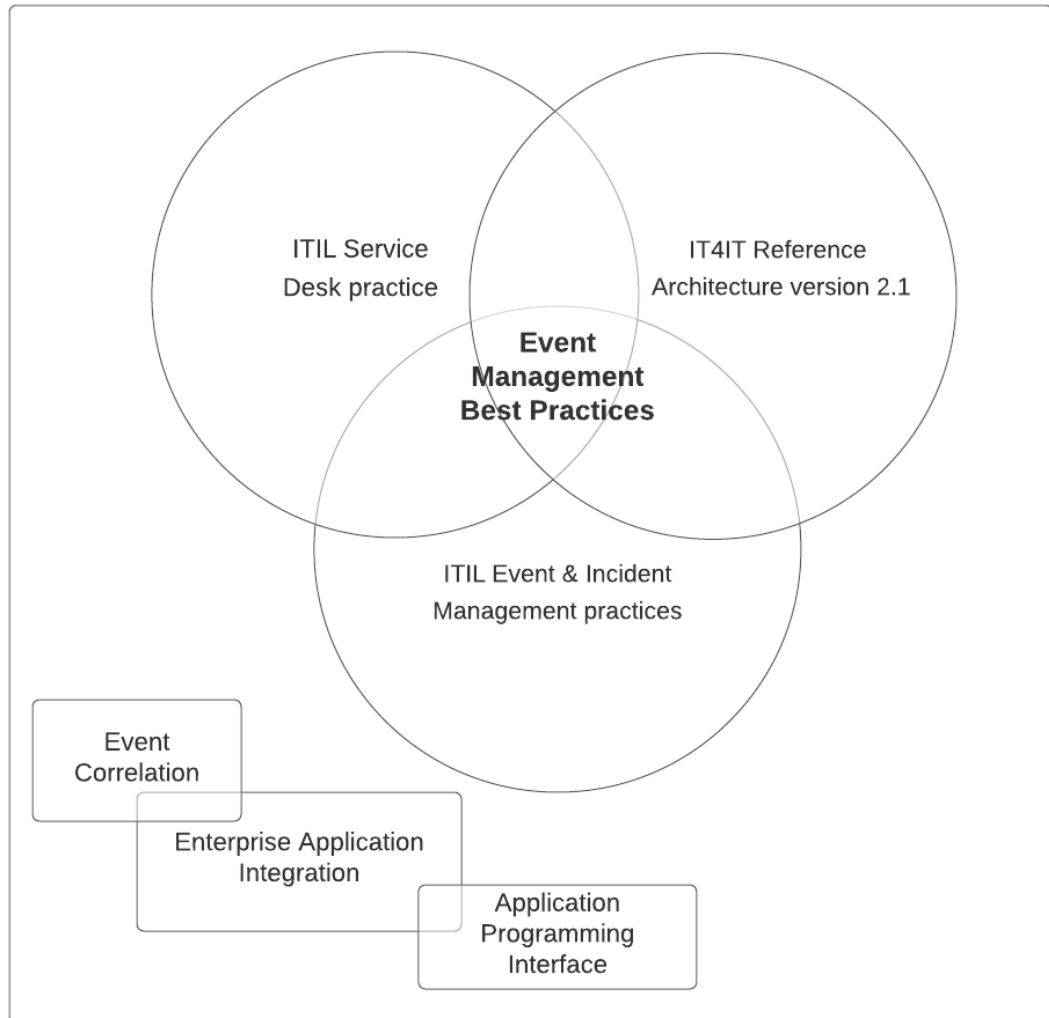 ITIL Service
Desk practice
IT4IT Reference
Architecture version 2.1
Event
Management
Best Practices
ITIL Event & Incident
Management practices
Event
Correlation
Enterprise Application
Integration
Application
Programming
Interface